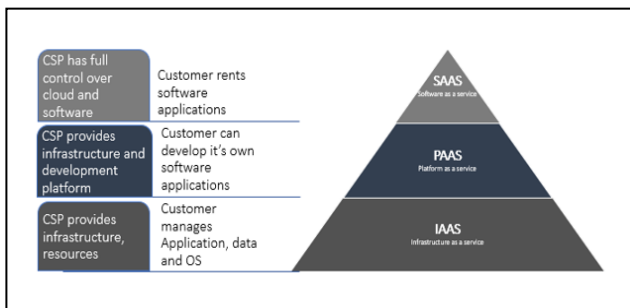 CSP has full
control over
cloud and
software
Customer rents
software
applications
CSP provides
infrastructure and
development
platform
Customer can
develop it's own
software
applications
CSP provides
infrastructure,
resources
Customer
manages
Application, data
and OS
SAAS
Software as a service
PAAS
Platform as a service
IAAS
Infrastructure as a service